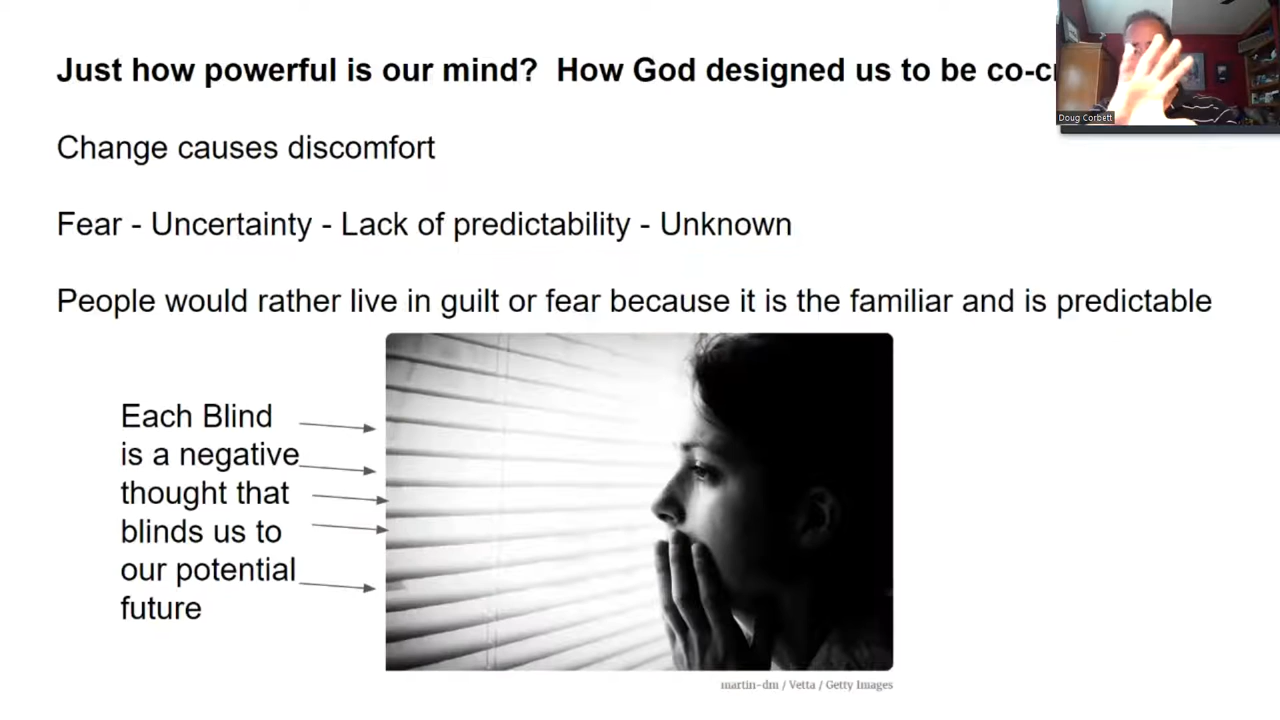 Just how powerful is our mind?  How God designed us to be
Doug Corbett
Change causes discomfort
Fear - Uncertainty - Lack of predictability - Unknown
People would rather live in guilt or fear because it is the familiar and is predictable
Each Blind
is a negative
thought that
blinds us to
our potential
future
martin-dm / Vetta / Getty Images